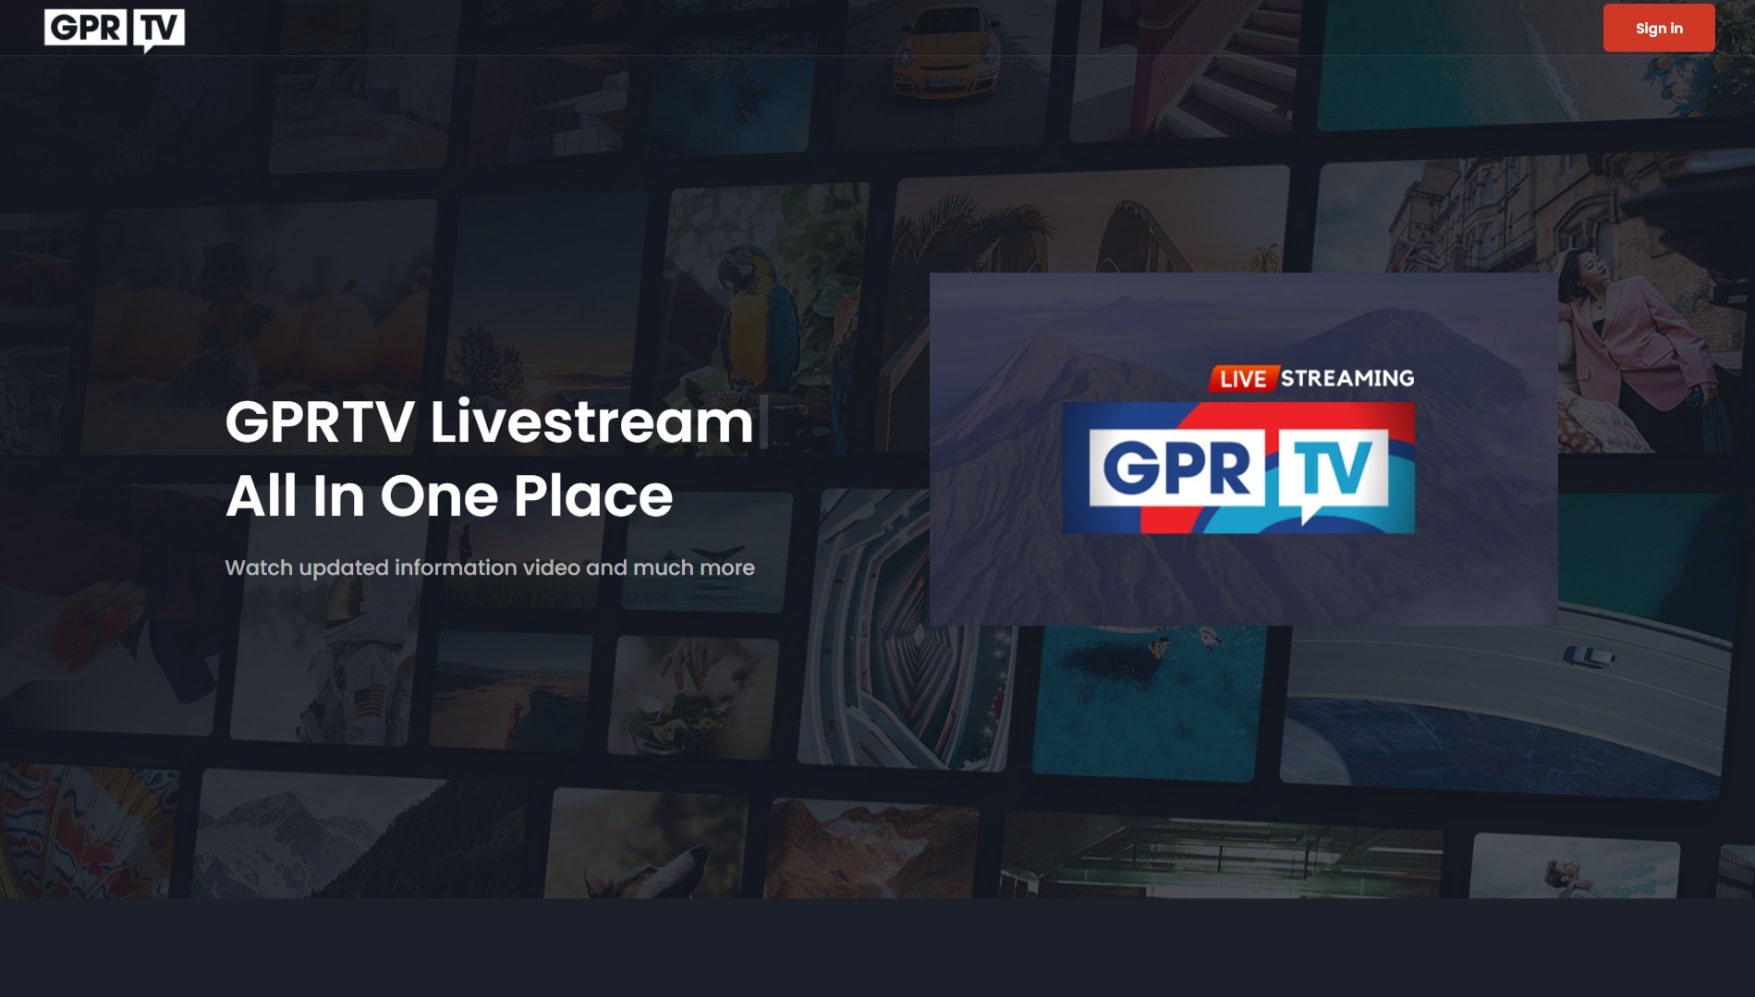 GPR TV
Sign in
LIVE STREAMING
GPR TV
GPRTV Livestream
All In One Place
Watch updated information video and much more